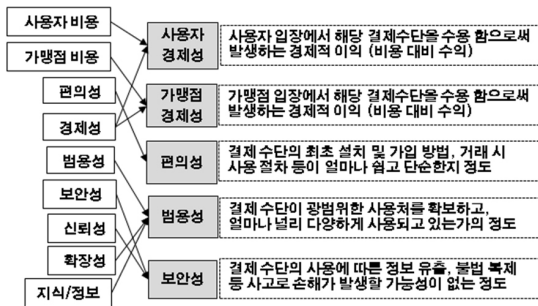 사용자 비용
가맹점 비용
편의성
경제성
범용성
보안성
신뢰성
확장성
지식/정보
사용자
경제성
사용자 입장에서 해당 결제수단을 수용 함으로써
발생하는 경제적 이익 (비용 대비 수익)
가맹점
경제성
가맹점 입장에서 해당 결제수단을 수용 함으로써
발생하는 경제적 이익 (비용 대비 수익)
편의성
결제 수단의 최초 설치 및 가입 방법, 거래 시
사용 절차 등이 얼마나 쉽고 단순한지 정도
범용성
결제 수단이 광범위한 사용처를 확보하고,
얼마나 널리 다양하게 사용되고 있는가의 정도
보안성
결제 수단의 사용에 따른 정보 유출, 불법 복제
등 사고로 손해가 발생할 가능성이 없는 정도